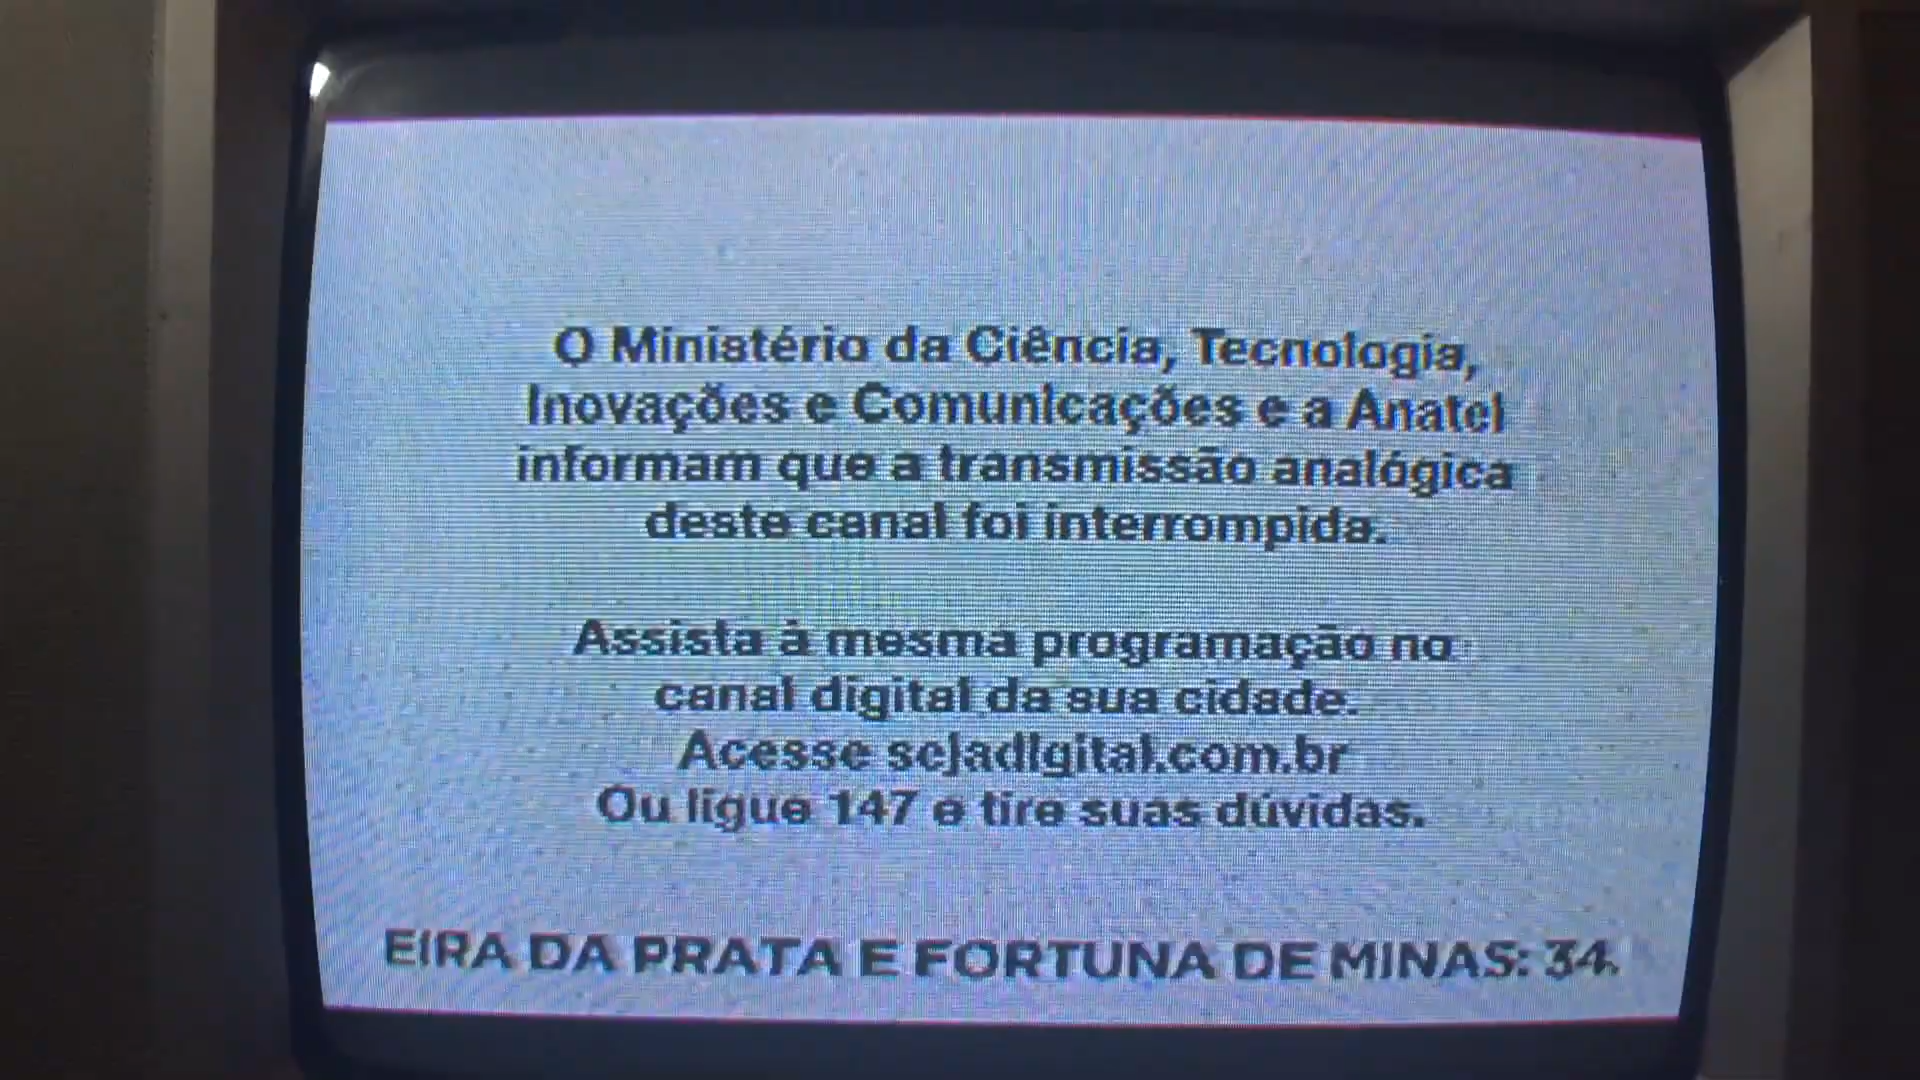 O Ministério da Ciência, Tecnologia,
Inovações e Comunicações e a Anatel
informam que a transmissão analógica
deste canal foi interrompida.
Assista à mesma programação no
canal digital da sua cidade.
Acesse sejadigital.com.br
Ou ligue 147 e tire suas dúvidas.
EIRA DA PRATA E FORTUNA DE MINAS: 34.